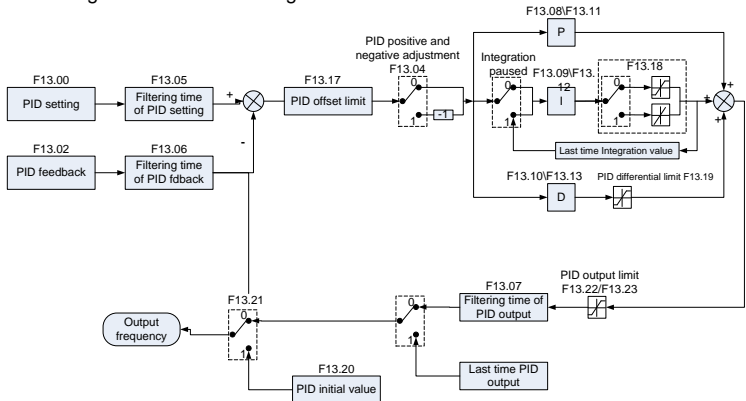 F13.08\F13.11
P
PID positive and
negative adjustment
F13.04
Integration
paused
F13.09\F13.
12
F13.18
F13.00
PID setting
F13.05
Filtering time
of PID setting
+
F13.17
PID offset limit
0
1
-1
0
1
I
0
1
+
+
+
Last time Integration value
-
F13.02
PID feedback
F13.06
Filtering time
of PID fdback
F13.10\F13.13
D
PID differential limit F13.19
PID output limit
F13.22/F13.23
F13.07
Filtering time of
PID output
0
1
F13.21
0
1
Output
frequency
F13.20
PID initial value
Last time PID
output